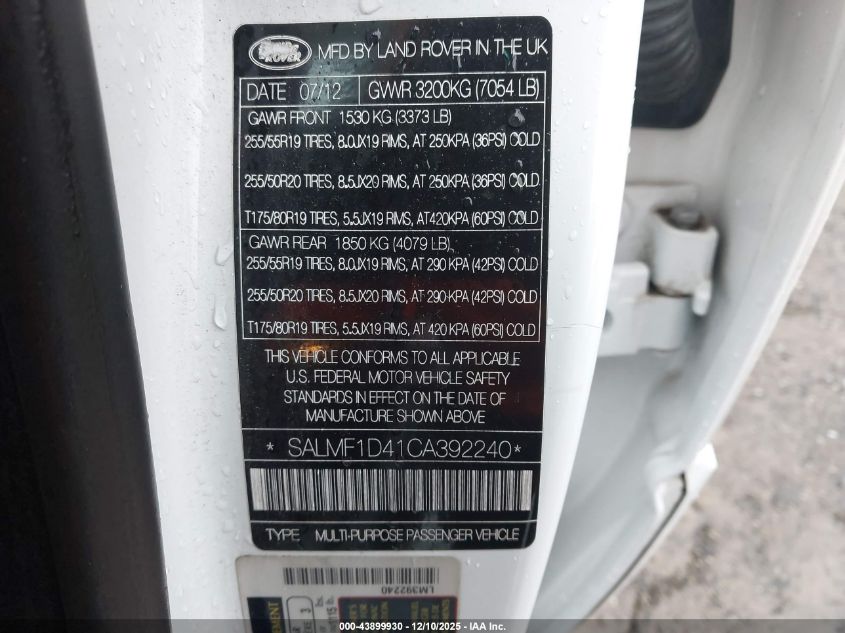 LAND ROVER
MFD BY LAND ROVER IN THE UK
DATE 07/12 GVWR 3200KG (7054 LB)
GAWR FRONT 1530 KG (3373 LB)
255/55R19 TIRES, 8.0JX19 RIMS, AT 250KPA (36PSI) COLD
255/50R20 TIRES, 8.5JX20 RIMS, AT 250KPA (36PSI) COLD
T175/80R19 TIRES, 5.5JX19 RIMS, AT 420KPA (60PSI) COLD
GAWR REAR 1850 KG (4079 LB),
255/55R19 TIRES, 8.0JX19 RIMS, AT 290 KPA (42PSI) COLD
255/50R20 TIRES, 8.5JX20 RIMS, AT 290 KPA (42PSI) COLD
T175/80R19 TIRES, 5.5JX19 RIMS, AT 420 KPA (60PSI) COLD
THIS VEHICLE CONFORMS TO ALL APPLICABLE
U.S. FEDERAL MOTOR VEHICLE SAFETY
STANDARDS IN EFFECT ON THE DATE OF
MANUFACTURE SHOWN ABOVE
* SALMF1D41CA392240 *
TYPE MULTI-PURPOSE PASSENGER VEHICLE
LM392240
000-43899930 - 12/10/2025 - IAA Inc.